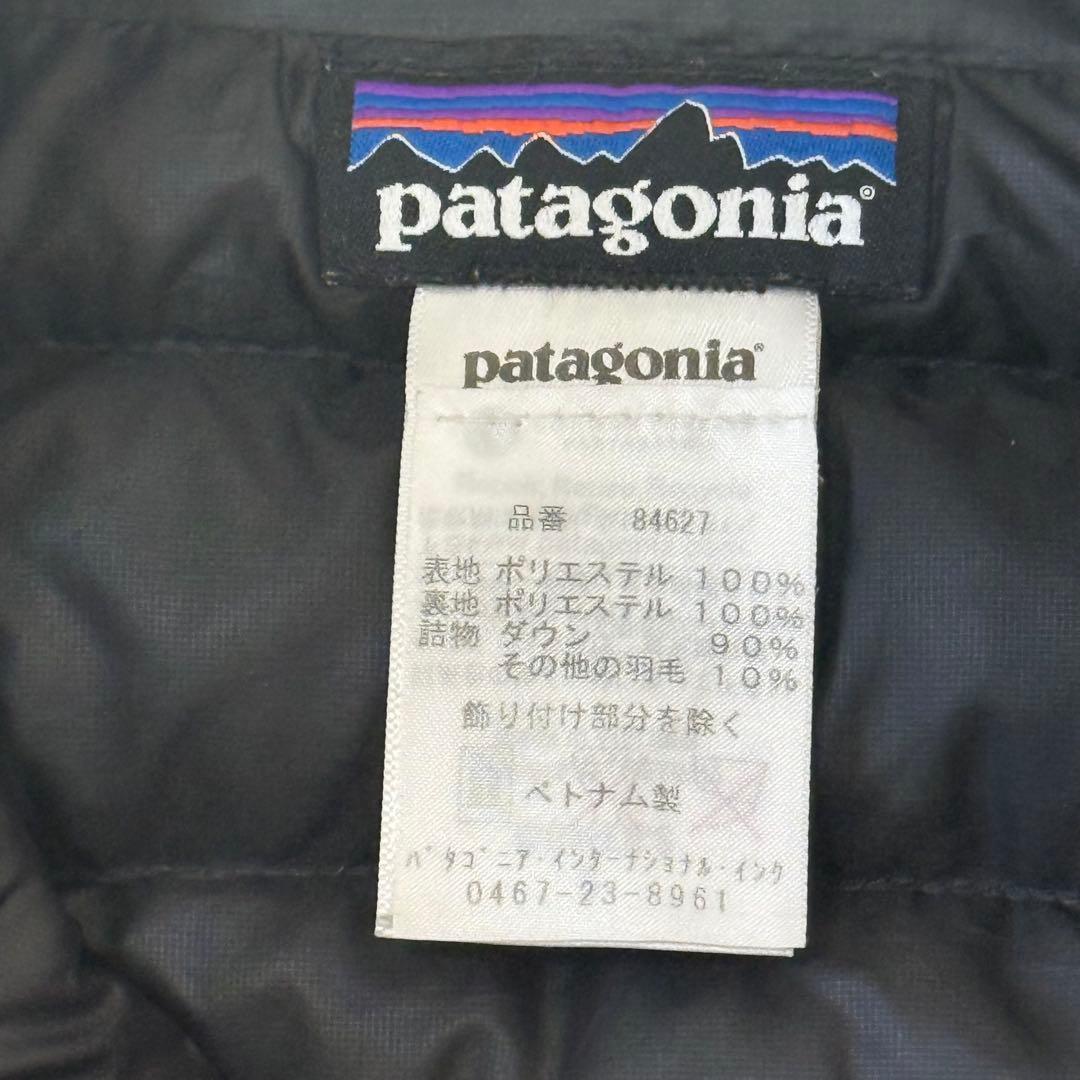 patagonia®
patagonia®
品番 84627
表地 ポリエステル 100%
裏地 ポリエステル 100%
詰物 ダウン 90%
その他の羽毛 10%
飾り付け部分を除く
ベトナム製
パタゴニア・インターナショナル・インク
0467-23-8961